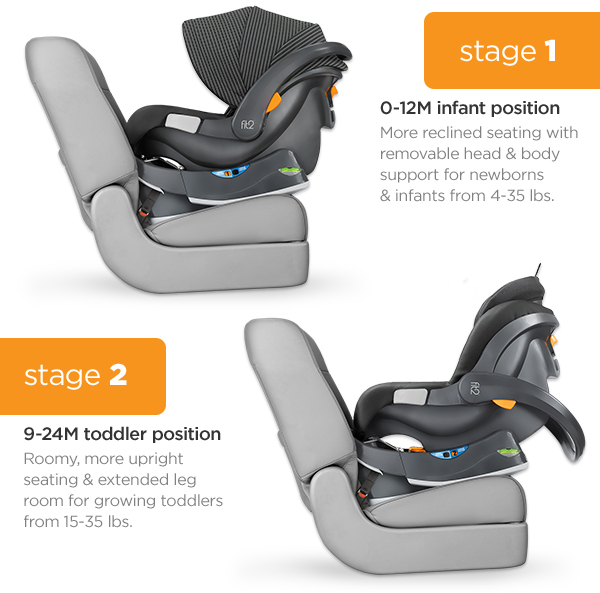 stage 1
0-12M infant position
More reclined seating with
removable head & body
support for newborns
& infants from 4-35 lbs.
fit2
stage 2
9-24M toddler position
Roomy, more upright
seating & extended leg
room for growing toddlers
from 15-35 lbs.
fit2